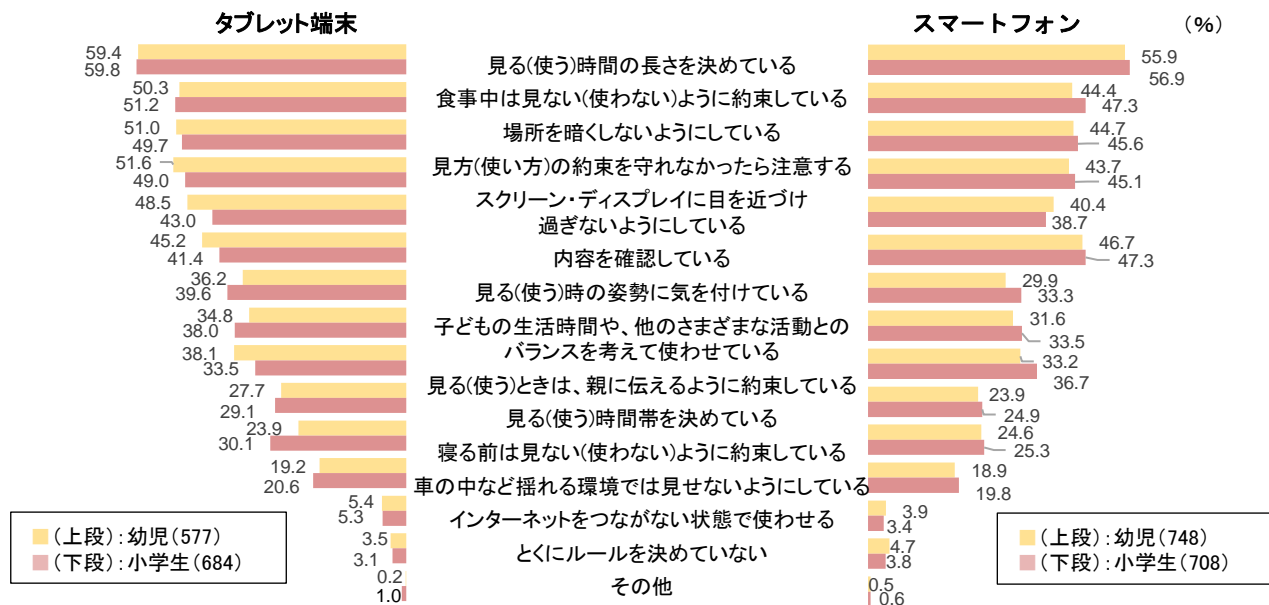 タブレット端末
スマートフォン (%)
59.4 見る(使う)時間の長さを決めている 55.9
59.8 56.9
50.3 食事中は見ない(使わない)ように約束している 44.4
51.2 47.3
51.0 場所を暗くしないようにしている 44.7
49.7 45.6
51.6 見方(使い方)の約束を守れなかったら注意する 43.7
49.0 45.1
48.5 スクリーン・ディスプレイに目を近づけ 40.4
43.0 過ぎないようにしている 38.7
45.2 内容を確認している 46.7
41.4 47.3
36.2 見る(使う)時の姿勢に気を付けている 29.9
39.6 33.3
34.8 子どもの生活時間や、他のさまざまな活動との 31.6
38.0 バランスを考えて使わせている 33.5
38.1 見る(使う)ときは、親に伝えるように約束している 33.2
33.5 36.7
27.7 見る(使う)時間帯を決めている 23.9
29.1 24.9
23.9 寝る前は見ない(使わない)ように約束している 24.6
30.1 25.3
19.2 車の中など揺れる環境では見せないようにしている 18.9
20.6 19.8
5.4 インターネットをつながない状態で使わせる 3.9
5.3 3.4
3.5 とくにルールを決めていない 4.7
3.1 3.8
0.2 その他 0.5
1.0 0.6
(上段):幼児(577)
(下段):小学生(684)
(上段):幼児(748)
(下段):小学生(708)